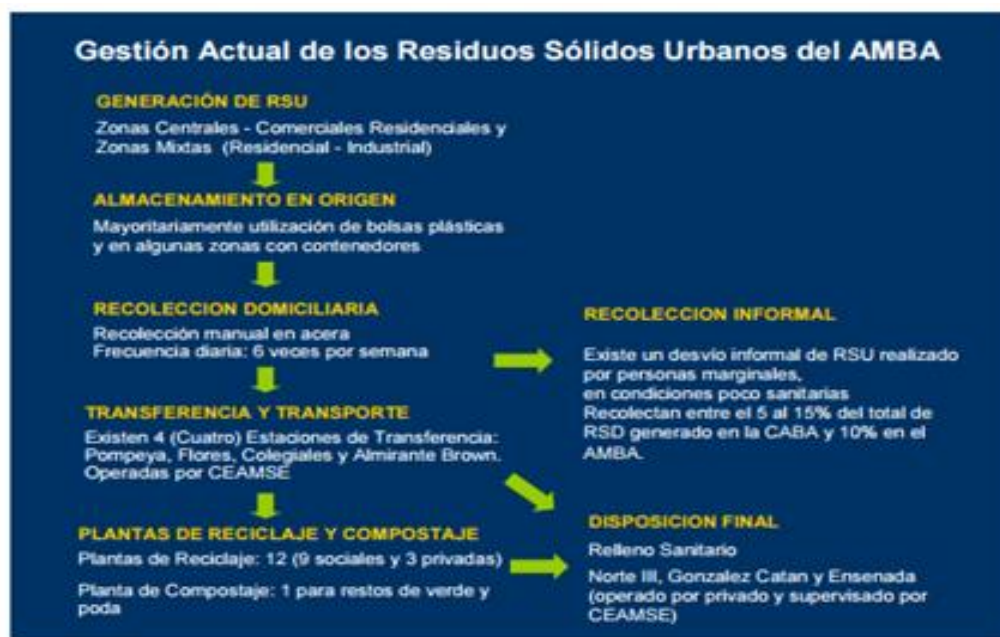 Gestión Actual de los Residuos Sólidos Urbanos del AMBA
GENERACIÓN DE RSU
Zonas Centrales - Comerciales Residenciales y
Zonas Mixtas (Residencial - Industrial)
ALMACENAMIENTO EN ORIGEN
Mayoritariamente utilización de bolsas plásticas
y en algunas zonas con contenedores
RECOLECCION DOMICILIARIA
Recolección manual en acera
Frecuencia diaria: 6 veces por semana
RECOLECCION INFORMAL
Existe un desvío informal de RSU realizado
por personas marginales,
en condiciones poco sanitarias
Recolectan entre el 5 al 15% del total de
RSD generado en la CABA y 10% en el
AMBA.
TRANSFERENCIA Y TRANSPORTE
Existen 4 (Cuatro) Estaciones de Transferencia:
Pompeya, Flores, Colegiales y Almirante Brown.
Operadas por CEAMSE
PLANTAS DE RECICLAJE Y COMPOSTAJE
Plantas de Reciclaje: 12 (9 sociales y 3 privadas)
Planta de Compostaje: 1 para restos de verde y
poda
DISPOSICION FINAL
Relleno Sanitario
Norte III, Gonzalez Catan y Ensenada
(operado por privado y supervisado por
CEAMSE)